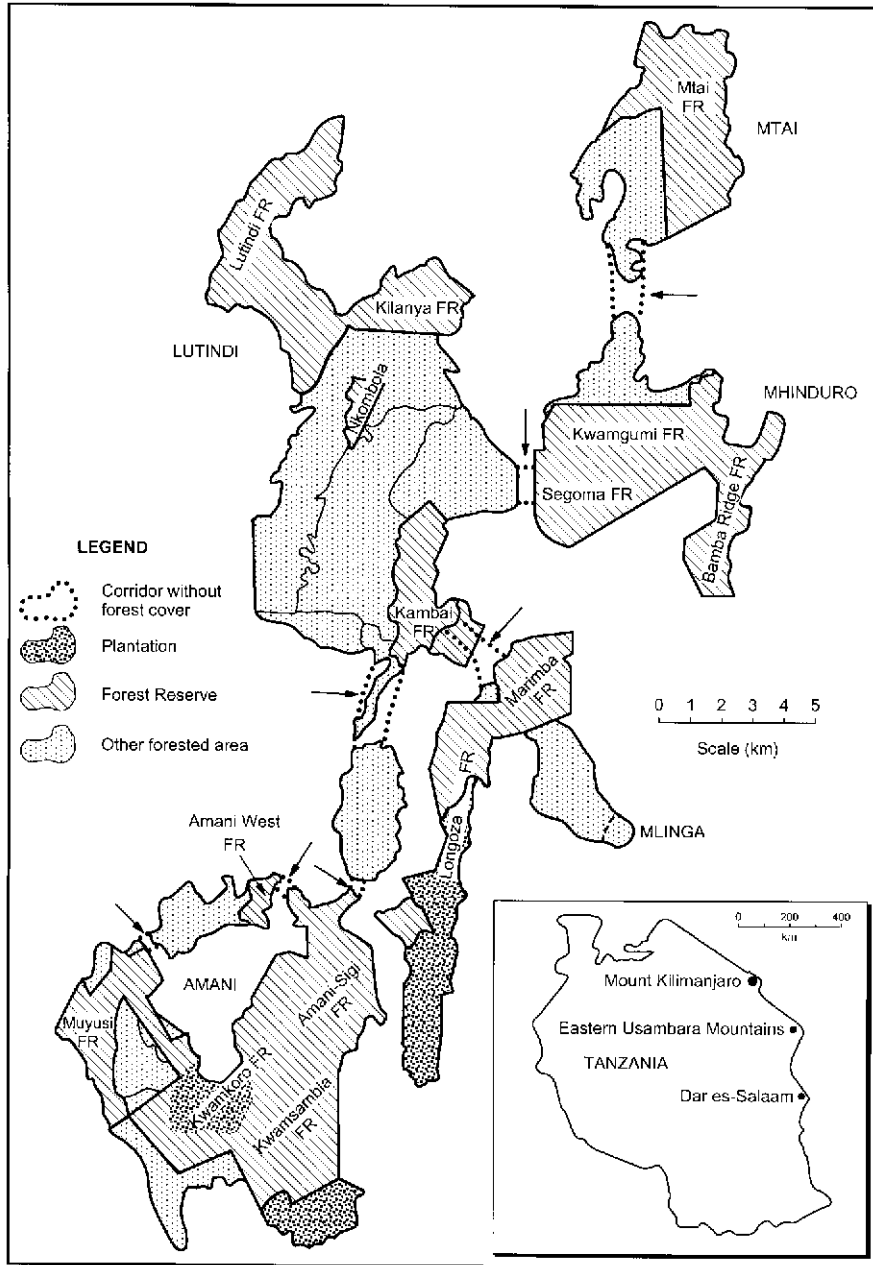 Mtai
FR
MTAI
Lutindi FR
Kilanya FR
LUTINDI
Nkombola
MHINDURO
Kwamgumi FR
Segoma FR
Bamba Ridge FR
LEGEND
Corridor without
forest cover
Plantation
Forest Reserve
Other forested area
Kambai
FR
Marimba
FR
0 1 2 3 4 5
Scale (km)
FR
Longoza
MLINGA
Amani West
FR
AMANI
Amani-Sigi
FR
Muyusi
FR
Kwamkoro FR
Kwamsambia
FR
0 200 400
km
Mount Kilimanjaro
Eastern Usambara Mountains
TANZANIA
Dar es-Salaam